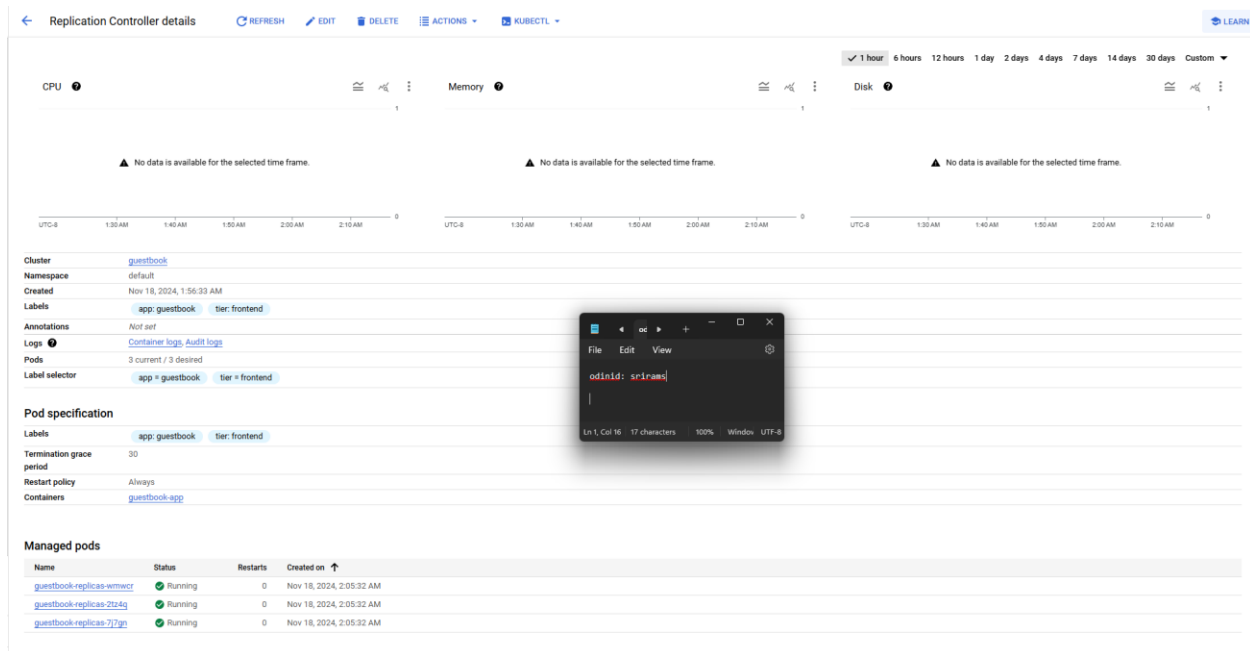 Replication Controller details REFRESH EDIT DELETE ACTIONS KUBECTL LEARN
1 hour 6 hours 12 hours 1 day 2 days 4 days 7 days 14 days 30 days Custom
CPU Memory Disk
1 1 1
No data is available for the selected time frame. No data is available for the selected time frame. No data is available for the selected time frame.
0 0 0
UTC-8 1:30 AM 1:40 AM 1:50 AM 2:00 AM 2:10 AM UTC-8 1:30 AM 1:40 AM 1:50 AM 2:00 AM 2:10 AM UTC-8 1:30 AM 1:40 AM 1:50 AM 2:00 AM 2:10 AM
Cluster guestbook
Namespace default
Created Nov 18, 2024, 1:56:33 AM
Labels app: guestbook tier: frontend
Annotations Not set
Logs Container logs, Audit logs
Pods 3 current / 3 desired
Label selector app = guestbook tier = frontend
od
File Edit View
odinid: srirams
Ln 1, Col 16 17 characters 100% Window UTF-8
Pod specification
Labels app: guestbook tier: frontend
Termination grace period 30
Restart policy Always
Containers guestbook-app
Managed pods
Name Status Restarts Created on
guestbook-replicas-wmwcr Running 0 Nov 18, 2024, 2:05:32 AM
guestbook-replicas-2tz4q Running 0 Nov 18, 2024, 2:05:32 AM
guestbook-replicas-7j7gn Running 0 Nov 18, 2024, 2:05:32 AM